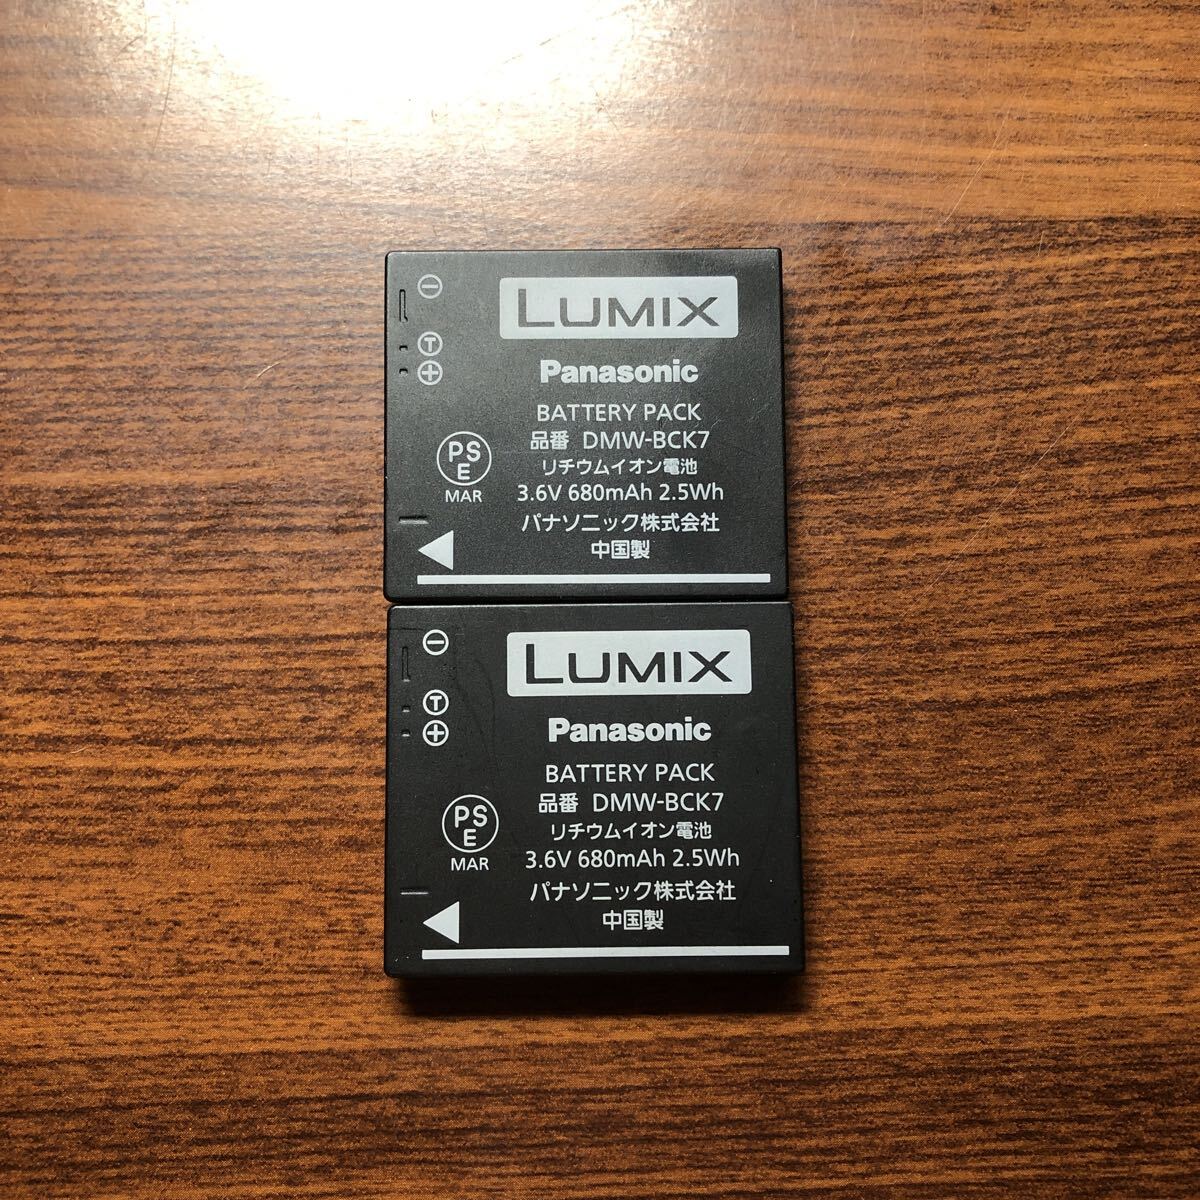 LUMIX
Panasonic
BATTERY PACK
品番 DMW-BCK7
リチウムイオン電池
3.6V 680mAh 2.5Wh
パナソニック株式会社
中国製
⊖
Ⓣ
⊕
PS
E
MAR
LUMIX
Panasonic
BATTERY PACK
品番 DMW-BCK7
リチウムイオン電池
3.6V 680mAh 2.5Wh
パナソニック株式会社
中国製
⊖
Ⓣ
⊕
PS
E
MAR